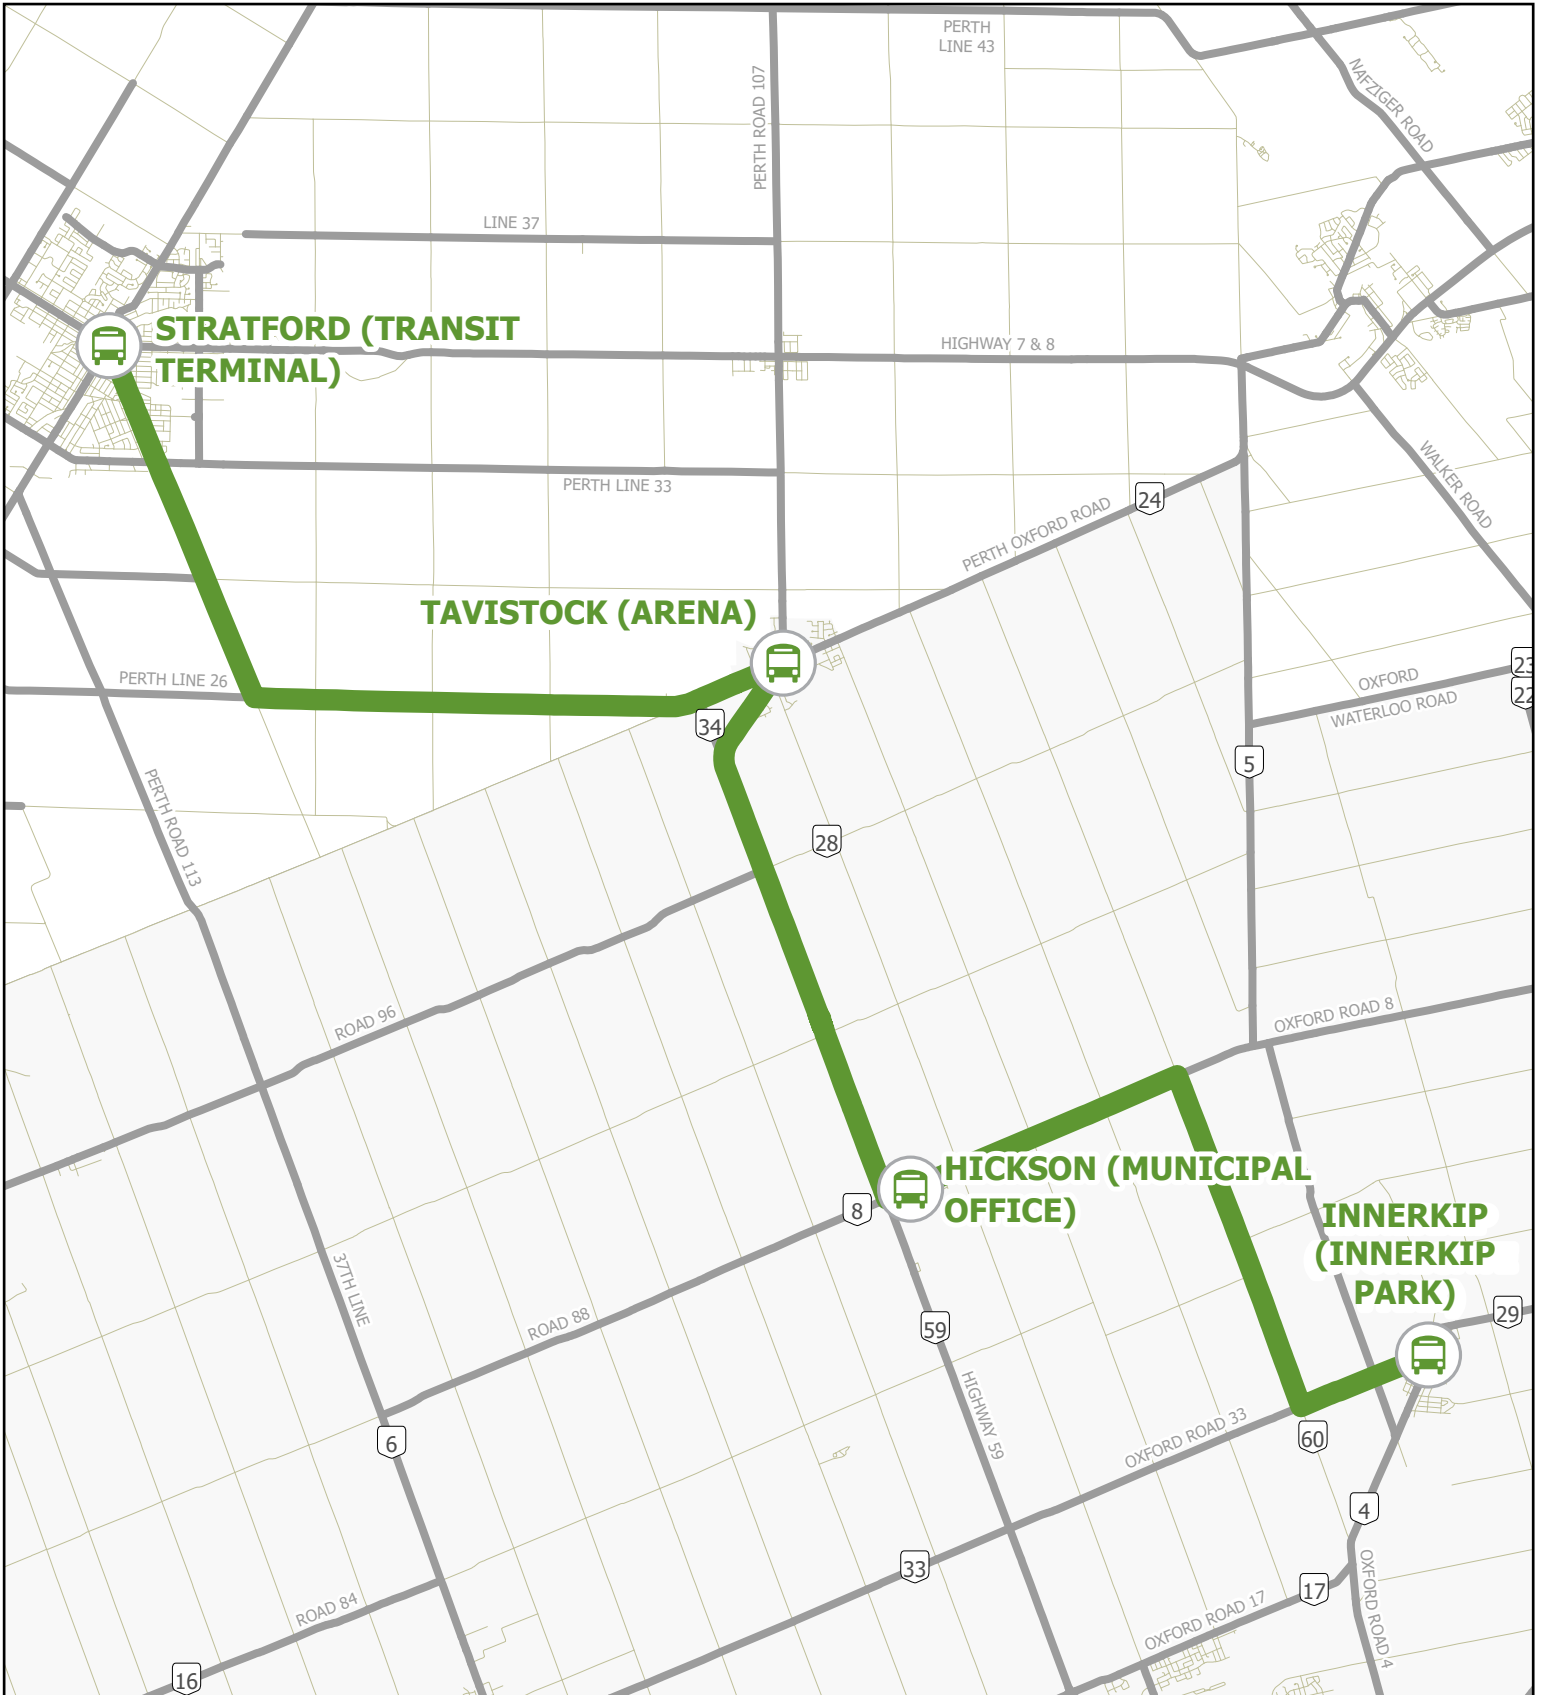 PERTH
LINE 43
NAFZIGER ROAD
PERTH ROAD 107
LINE 37
STRATFORD (TRANSIT
TERMINAL)
HIGHWAY 7 & 8
PERTH LINE 33
WALKER ROAD
24
PERTH OXFORD ROAD
TAVISTOCK (ARENA)
PERTH LINE 26
34
OXFORD
WATERLOO ROAD
23
22
5
PERTH ROAD 113
28
ROAD 96
OXFORD ROAD 8
HICKSON (MUNICIPAL
OFFICE)
8
INNERKIP
(INNERKIP
PARK)
29
37TH LINE
ROAD 88
59
HIGHWAY 59
6
OXFORD ROAD 33
60
4
33
17
OXFORD ROAD 17
OXFORD ROAD 4
ROAD 84
16